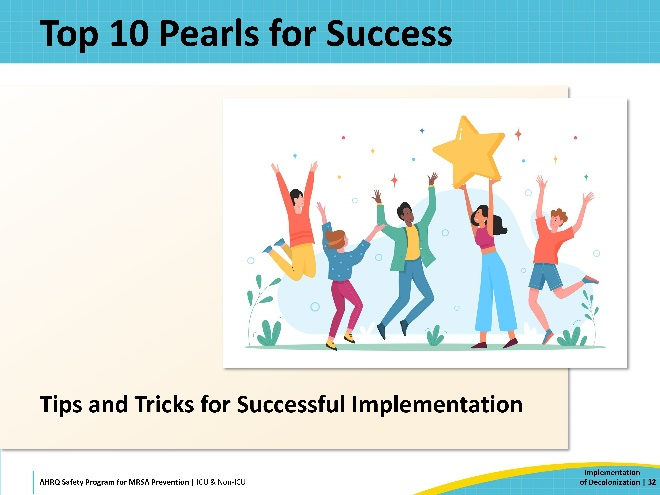 Top 10 Pearls for Success
Tips and Tricks for Successful Implementation
AHRQ Safety Program for MRSA Prevention | ICU & Non-ICU
Implementation
of Decolonization | 32